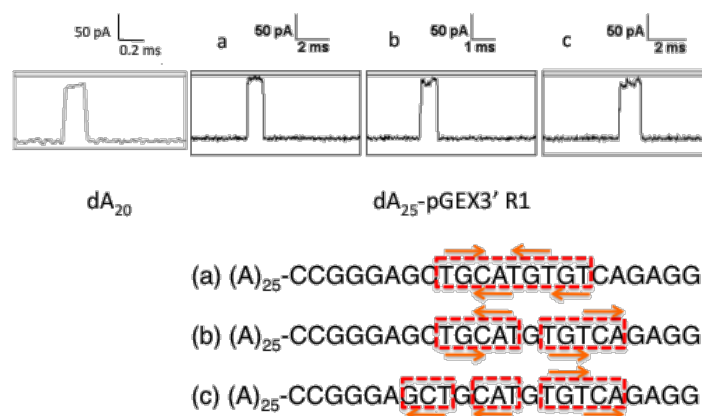 50 pA 0.2 ms a 50 pA 2 ms b 50 pA 1 ms c 50 pA 2 ms
dA20 dA25-pGEX3’ R1
(a) (A)25-CCGGGAGCTGCATGTGTCAGAGG
(b) (A)25-CCGGGAGCTGCATGTGTCAGAGG
(c) (A)25-CCGGGAGCTGCATGTGTCAGAGG